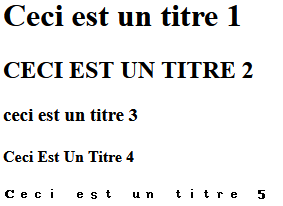 Ceci est un titre 1
CECI EST UN TITRE 2
ceci est un titre 3
Ceci Est Un Titre 4
Ceci est un titre 5